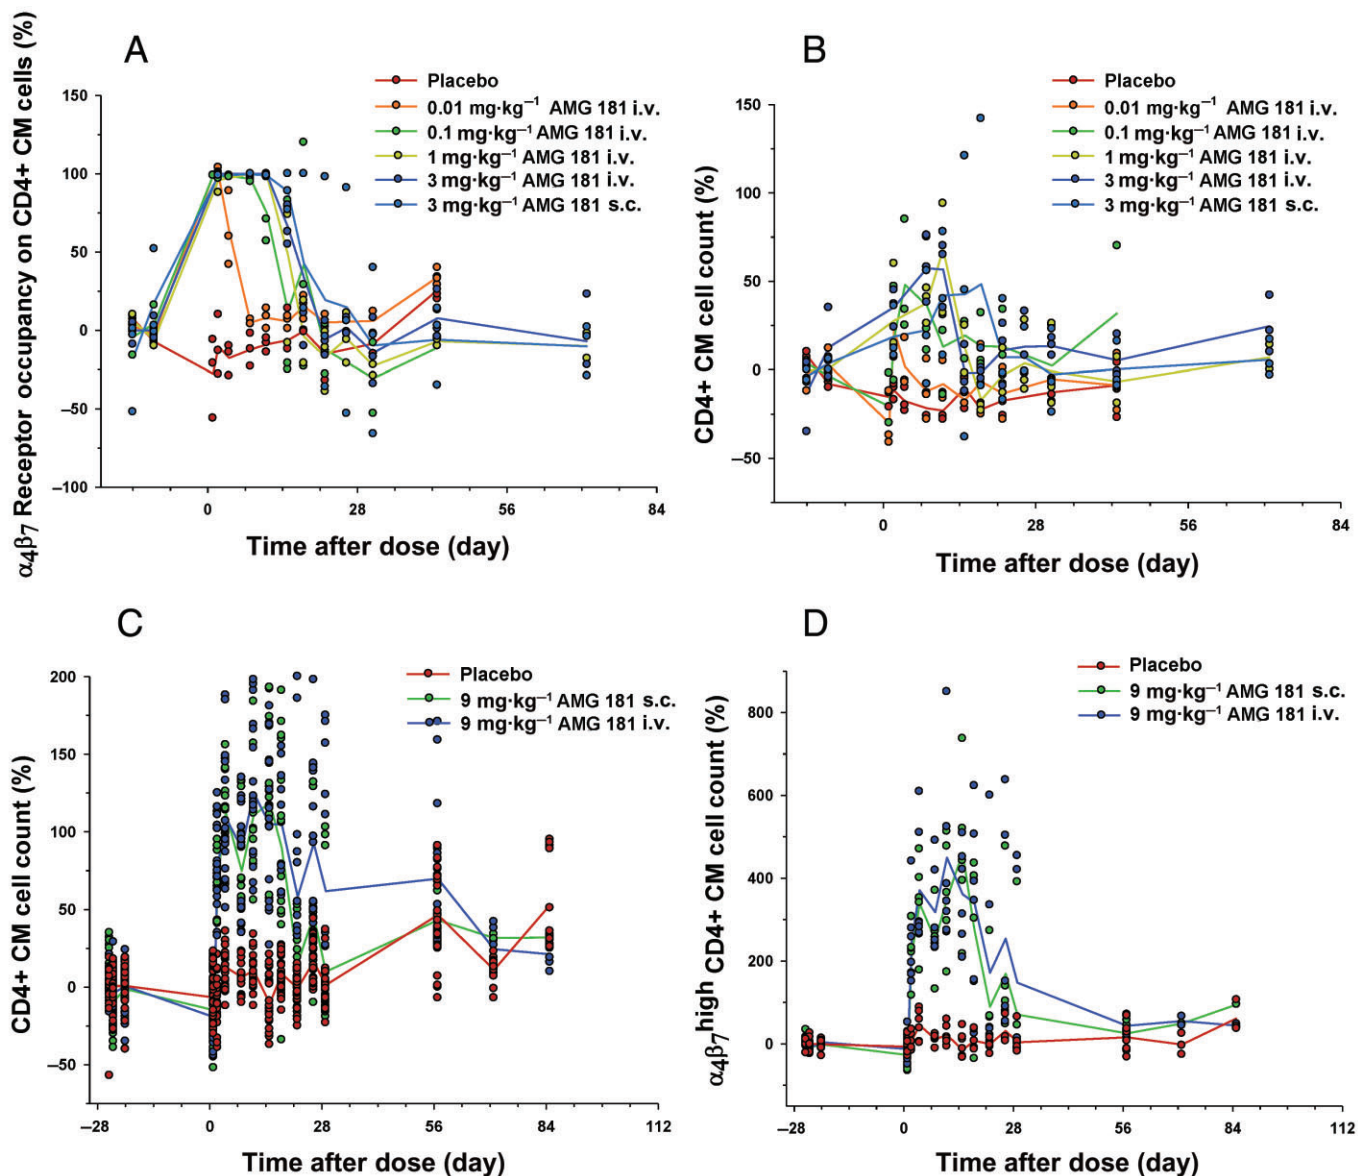 A
α4β7 Receptor occupancy on CD4+ CM cells (%)
Placebo
0.01 mg·kg−1 AMG 181 i.v.
0.1 mg·kg−1 AMG 181 i.v.
1 mg·kg−1 AMG 181 i.v.
3 mg·kg−1 AMG 181 i.v.
3 mg·kg−1 AMG 181 s.c.
150
100
50
0
−50
−100
0 28 56 84
Time after dose (day)
B
CD4+ CM cell count (%)
Placebo
0.01 mg·kg−1 AMG 181 i.v.
0.1 mg·kg−1 AMG 181 i.v.
1 mg·kg−1 AMG 181 i.v.
3 mg·kg−1 AMG 181 i.v.
3 mg·kg−1 AMG 181 s.c.
150
100
50
0
−50
0 28 56 84
Time after dose (day)
C
CD4+ CM cell count (%)
Placebo
9 mg·kg−1 AMG 181 s.c.
9 mg·kg−1 AMG 181 i.v.
200
150
100
50
0
−50
−28 0 28 56 84 112
Time after dose (day)
D
α4β7high CD4+ CM cell count (%)
Placebo
9 mg·kg−1 AMG 181 s.c.
9 mg·kg−1 AMG 181 i.v.
800
600
400
200
0
−28 0 28 56 84 112
Time after dose (day)